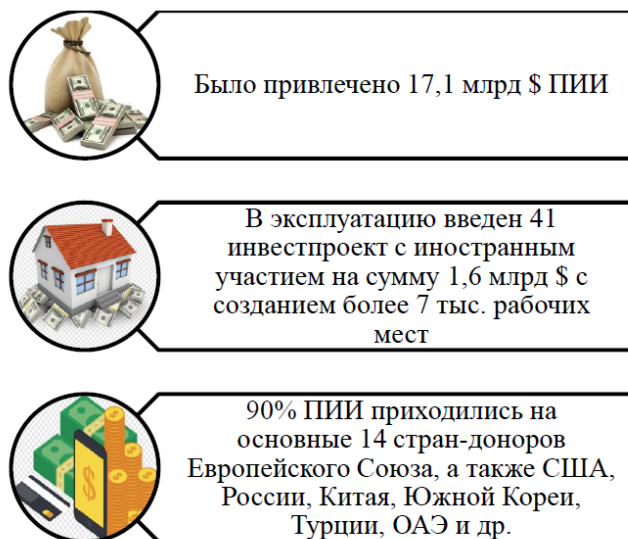 Было привлечено 17,1 млрд $ ПИИ
В эксплуатацию введен 41
инвестпроект с иностранным
участием на сумму 1,6 млрд $ с
созданием более 7 тыс. рабочих
мест
90% ПИИ приходились на
основные 14 стран-доноров
Европейского Союза, а также США,
России, Китая, Южной Кореи,
Турции, ОАЭ и др.